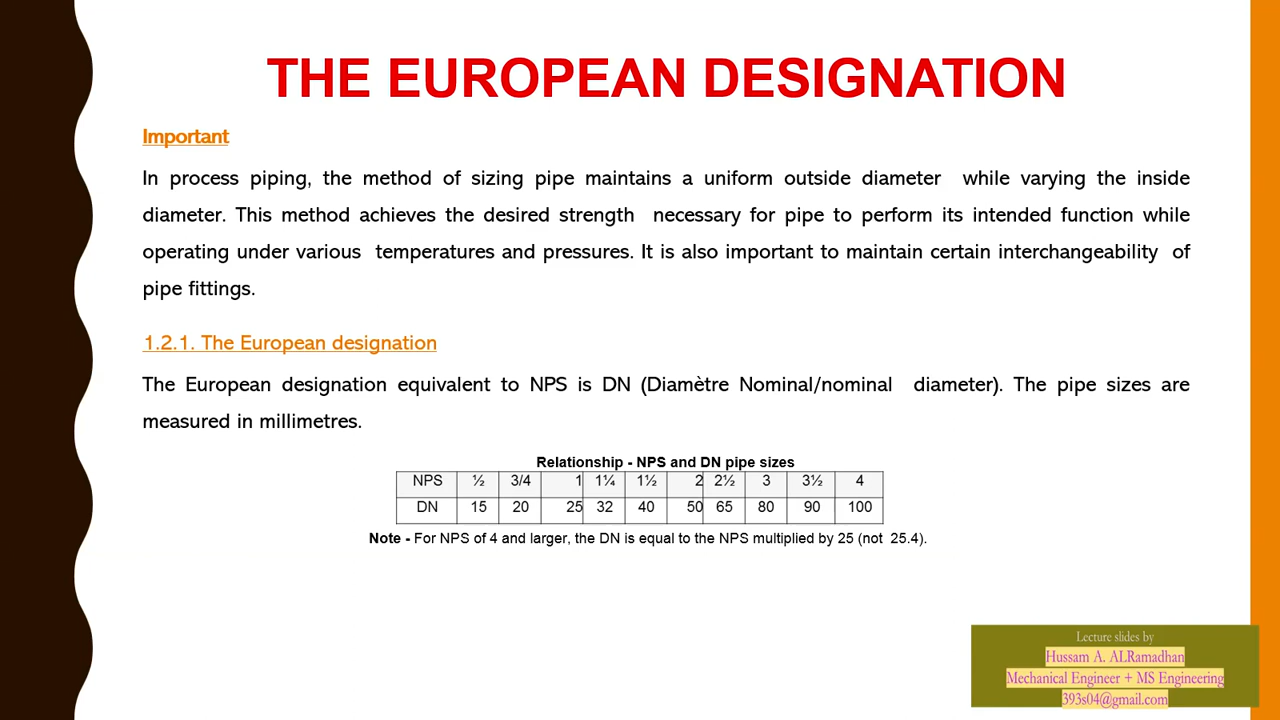 THE EUROPEAN DESIGNATION
Important
In process piping, the method of sizing pipe maintains a uniform outside diameter while varying the inside
diameter. This method achieves the desired strength necessary for pipe to perform its intended function while
operating under various temperatures and pressures. It is also important to maintain certain interchangeability of
pipe fittings.
1.2.1. The European designation
The European designation equivalent to NPS is DN (Diamètre Nominal/nominal diameter). The pipe sizes are
measured in millimetres.
Relationship - NPS and DN pipe sizes
NPS ½ 3/4 1 1¼ 1½ 2 2½ 3 3½ 4
DN 15 20 25 32 40 50 65 80 90 100
Note - For NPS of 4 and larger, the DN is equal to the NPS multiplied by 25 (not 25.4).
Lecture slides by
Hussam A. ALRamadhan
Mechanical Engineer + MS Engineering
393s04@gmail.com